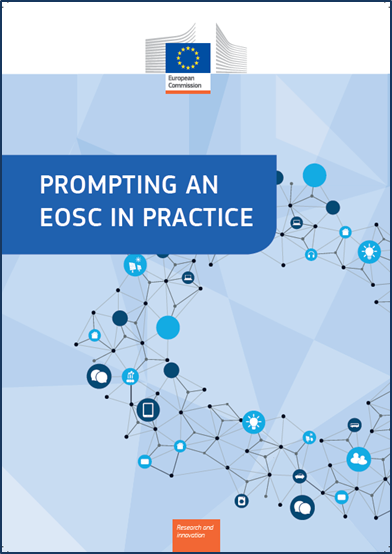 European
Commission
PROMPTING AN
EOSC IN PRACTICE
Research and
Innovation